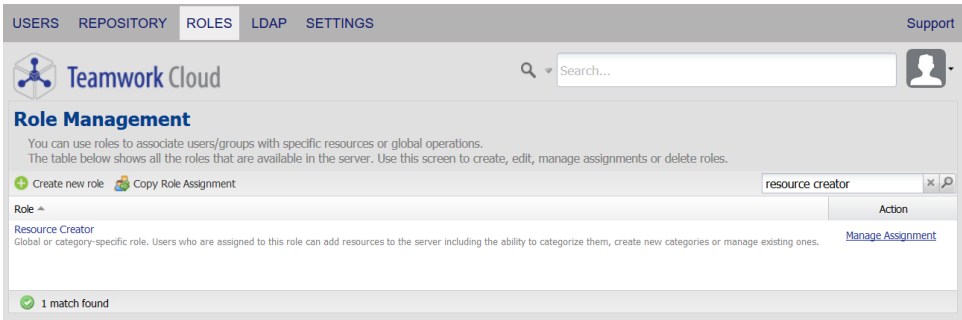 USERS REPOSITORY ROLES LDAP SETTINGS Support
Teamwork Cloud
Search...
Role Management
You can use roles to associate users/groups with specific resources or global operations.
The table below shows all the roles that are available in the server. Use this screen to create, edit, manage assignments or delete roles.
Create new role Copy Role Assignment resource creator
Role Action
Resource Creator
Global or category-specific role. Users who are assigned to this role can add resources to the server including the ability to categorize them, create new categories or manage existing ones.
Manage Assignment
1 match found